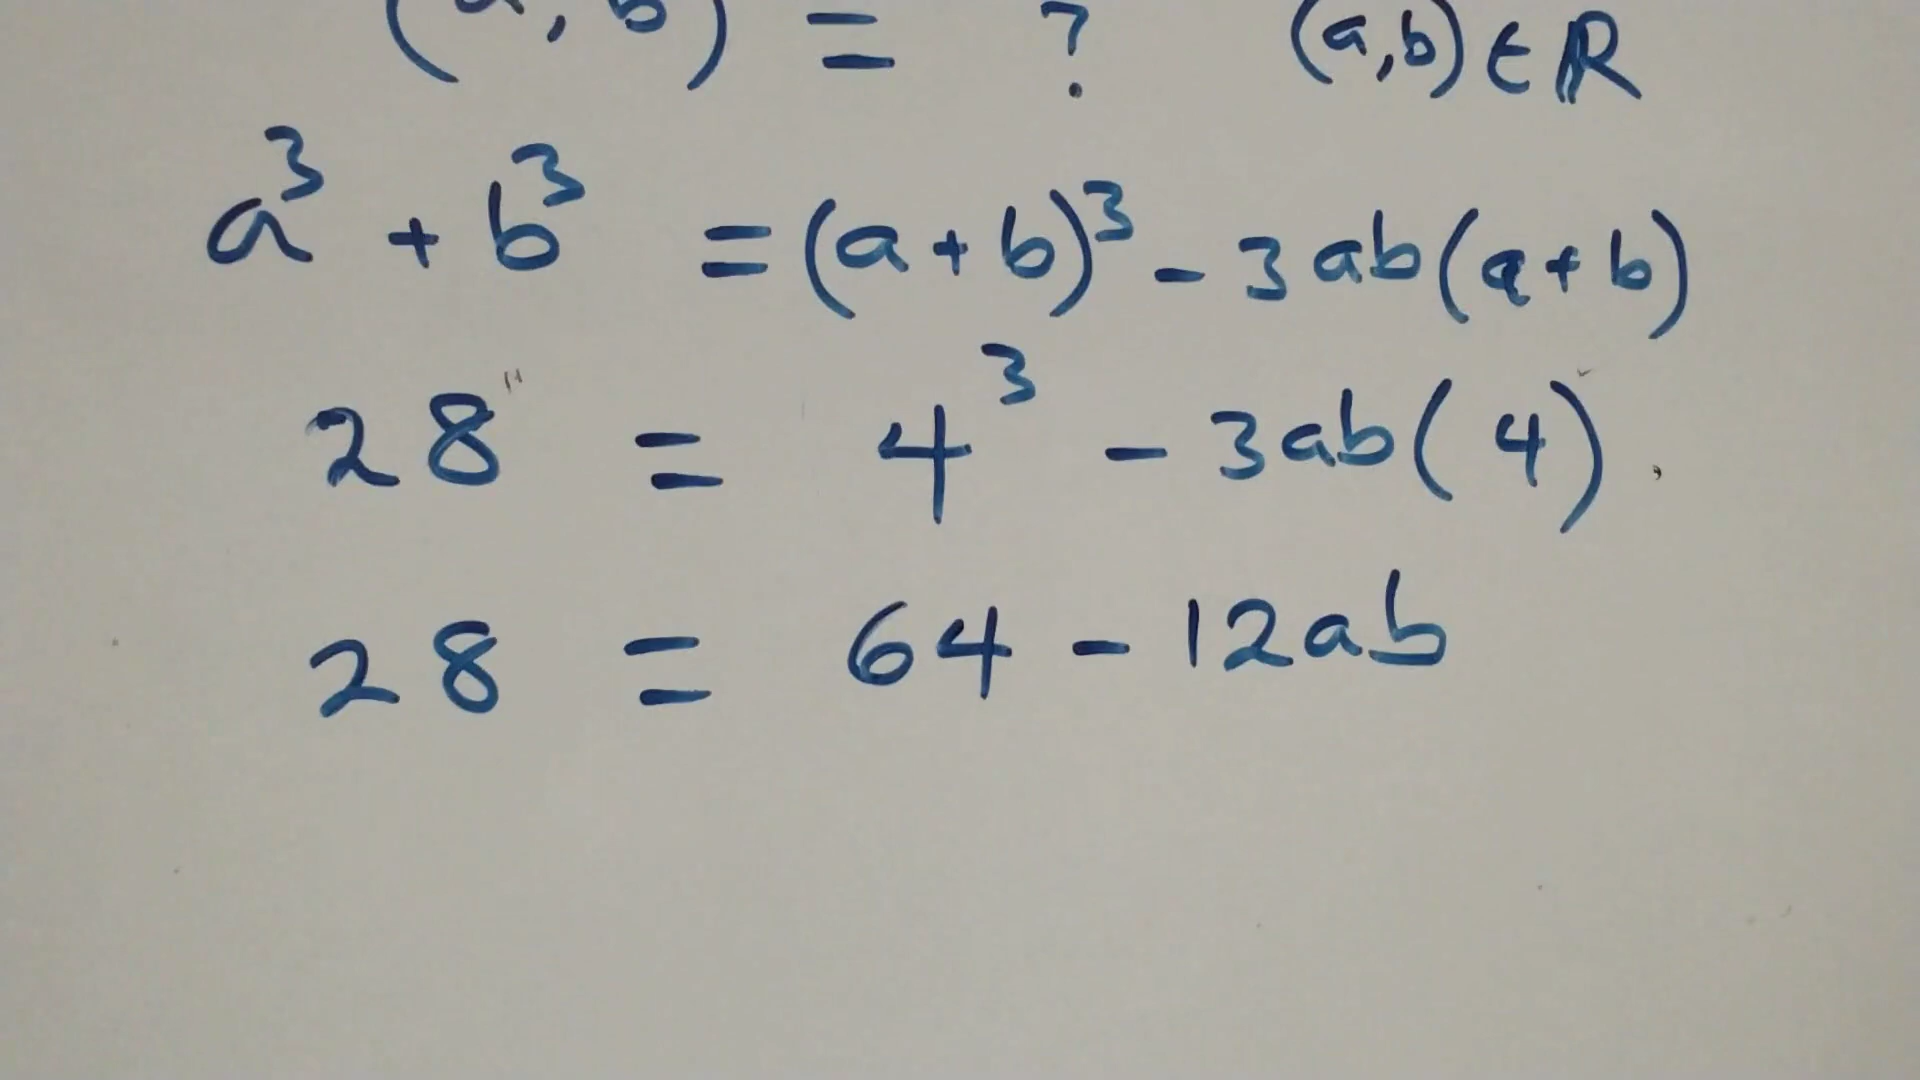 (a, b) = ? (a,b) ∈ ℝ
a³ + b³ = (a + b)³ - 3ab(a + b)
28 = 4³ - 3ab(4)
28 = 64 - 12ab